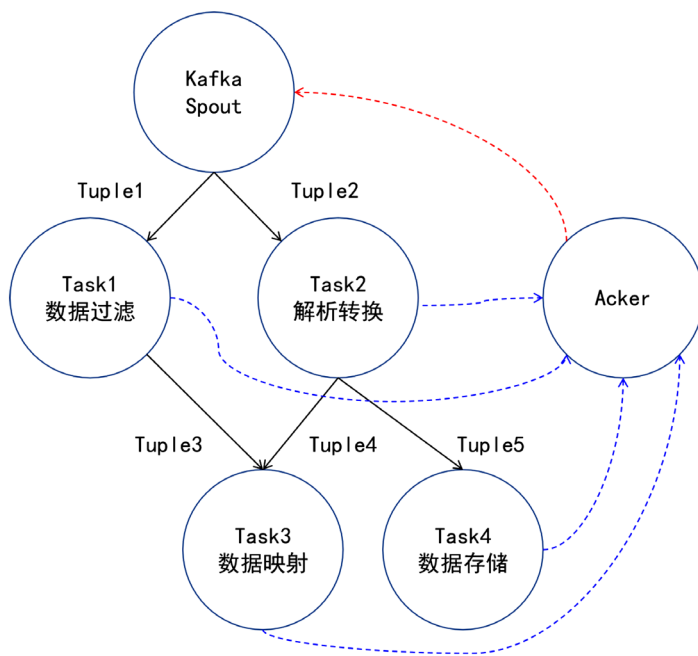 Kafka
Spout
Tuple1
Tuple2
Task1
数据过滤
Task2
解析转换
Acker
Tuple3
Tuple4
Tuple5
Task3
数据映射
Task4
数据存储